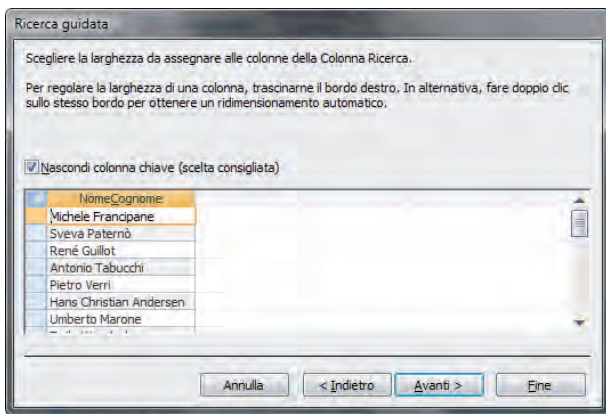 Ricerca guidata
Scegliere la larghezza da assegnare alle colonne della Colonna Ricerca.
Per regolare la larghezza di una colonna, trascinarne il bordo destro. In alternativa, fare doppio clic
sullo stesso bordo per ottenere un ridimensionamento automatico.
Nascondi colonna chiave (scelta consigliata)
NomeCognome
Michele Francipane
Sveva Paternò
René Guillot
Antonio Tabucchi
Pietro Verri
Hans Christian Andersen
Umberto Marone
Annulla
< Indietro
Avanti >
Fine